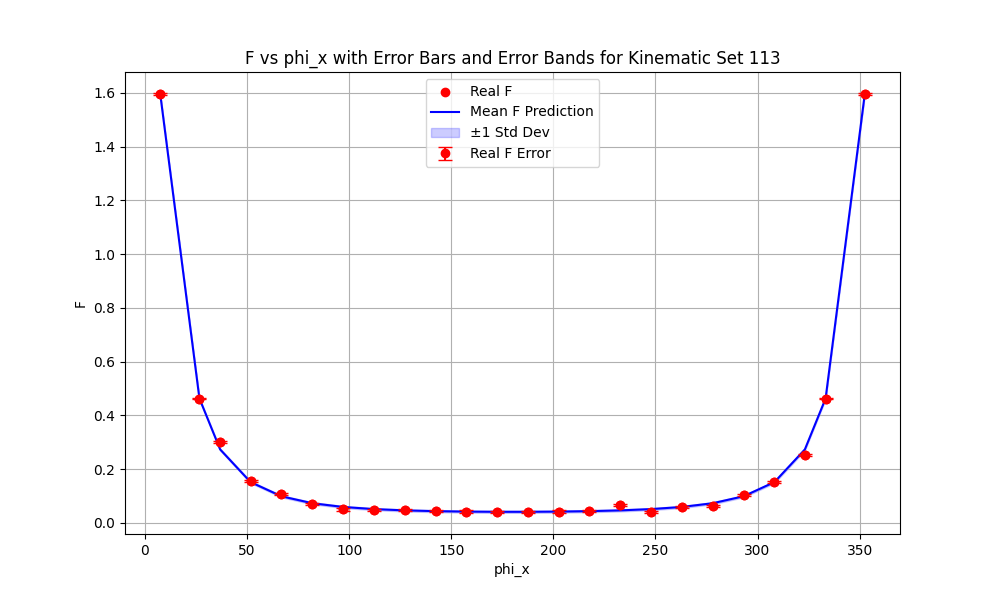 F vs phi_x with Error Bars and Error Bands for Kinematic Set 113
Real F
Mean F Prediction
±1 Std Dev
Real F Error
1.6
1.4
1.2
1.0
0.8
0.6
0.4
0.2
0.0
F
0
50
100
150
200
250
300
350
phi_x